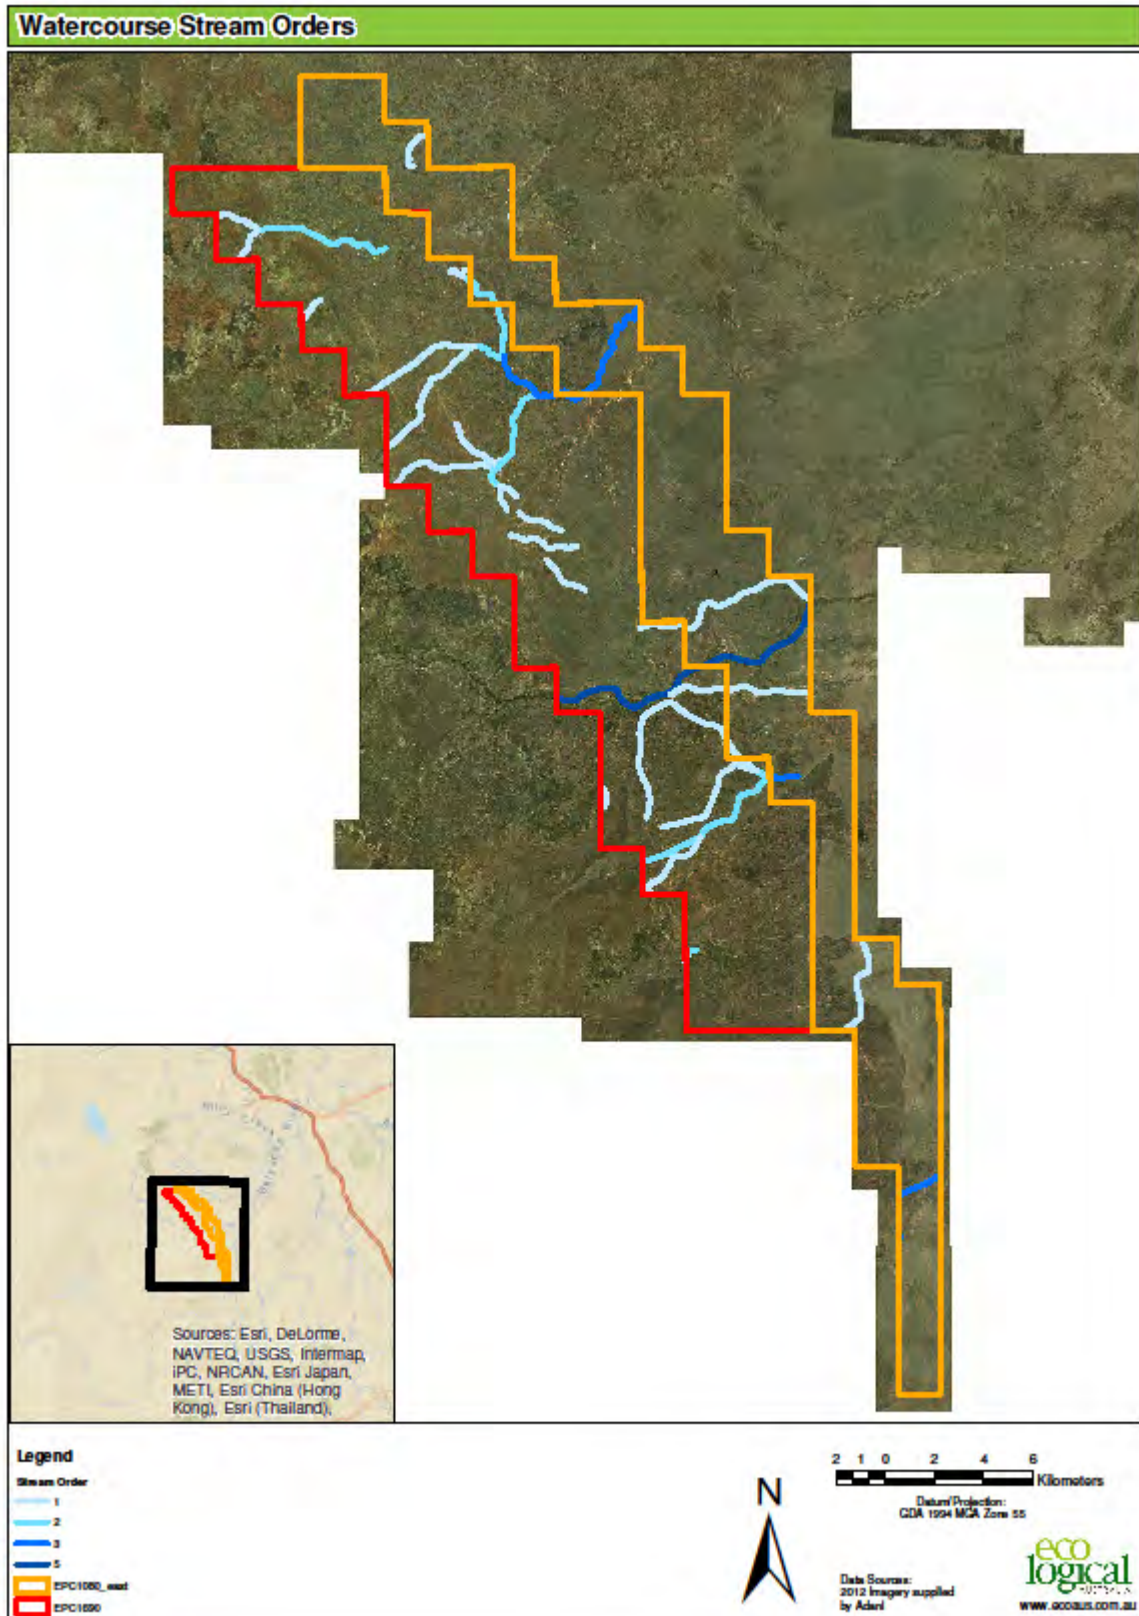 Watercourse Stream Orders
Sources: Esri, DeLorme,
NAVTEQ, USGS, Intermap,
iPC, NRCAN, Esri Japan,
METI, Esri China (Hong
Kong), Esri (Thailand),
Legend
Stream Order
1
2
3
5
EPC1080_east
EPC1690
N
2 1 0 2 4 6
Kilometers
Datum/Projection:
GDA 1994 MGA Zone 55
Data Sources:
2012 Imagery supplied
by Adani
eco
logical
AUSTRALIA
www.ecoaus.com.au